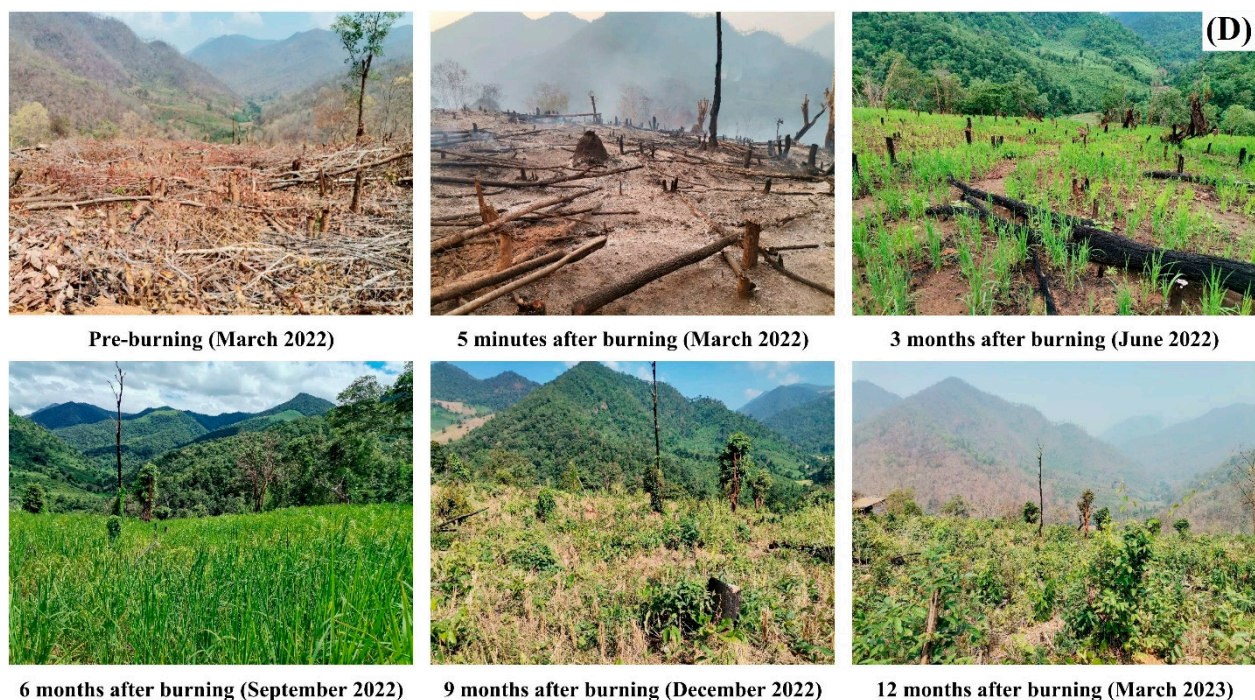 (D)
Pre-burning (March 2022)
5 minutes after burning (March 2022)
3 months after burning (June 2022)
6 months after burning (September 2022)
9 months after burning (December 2022)
12 months after burning (March 2023)